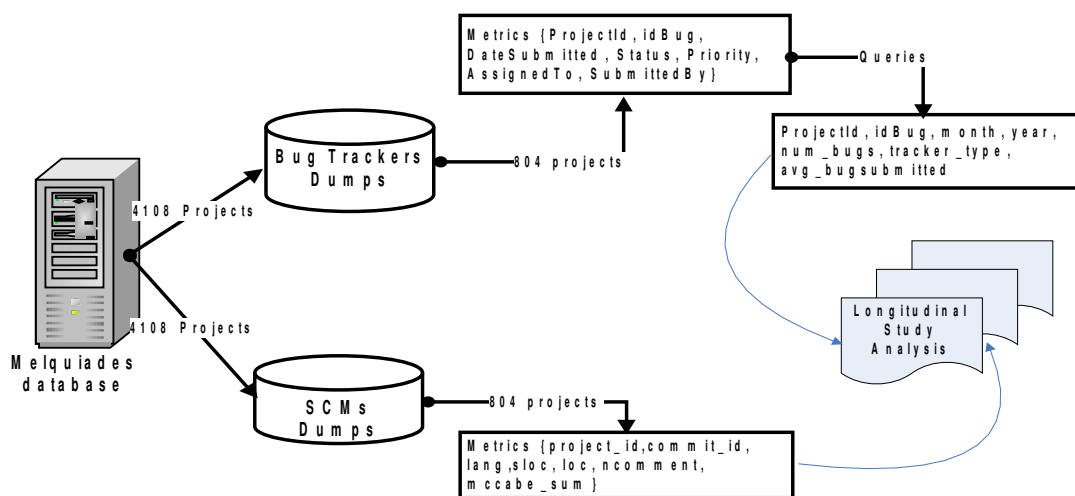 Metrics {ProjectId, idBug,
DateSubmitted, Status, Priority,
AssignedTo, SubmittedBy}
Queries
ProjectId, idBug, month, year,
num_bugs, tracker_type,
avg_bugsubmitted
Bug Trackers
Dumps
804 projects
4108 Projects
4108 Projects
Melquiades
database
Longitudinal
Study
Analysis
SCMs
Dumps
804 projects
Metrics {project_id,commit_id,
lang,sloc, loc, ncomment,
mccabe_sum}